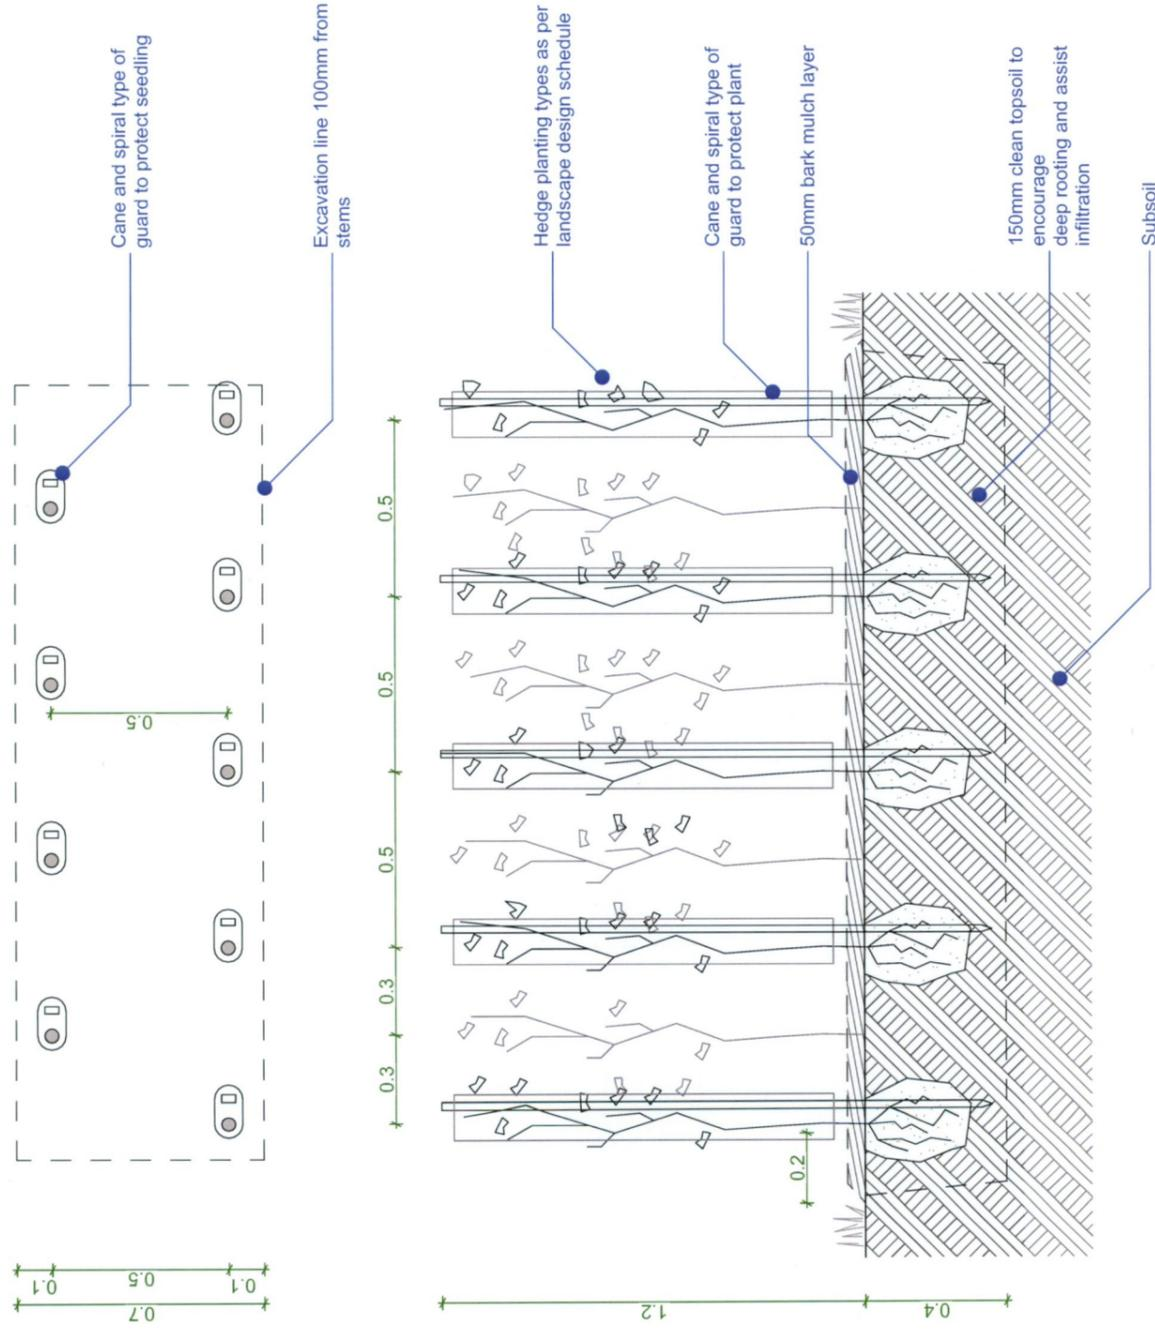 Cane and spiral type of
guard to protect seedling
Excavation line 100mm from
stems
0.5
0.1
0.5
0.1
0.7
Hedge planting types as per
landscape design schedule
Cane and spiral type of
guard to protect plant
50mm bark mulch layer
150mm clean topsoil to
encourage
deep rooting and assist
infiltration
Subsoil
0.3
0.3
0.5
0.5
0.5
0.2
1.2
0.4